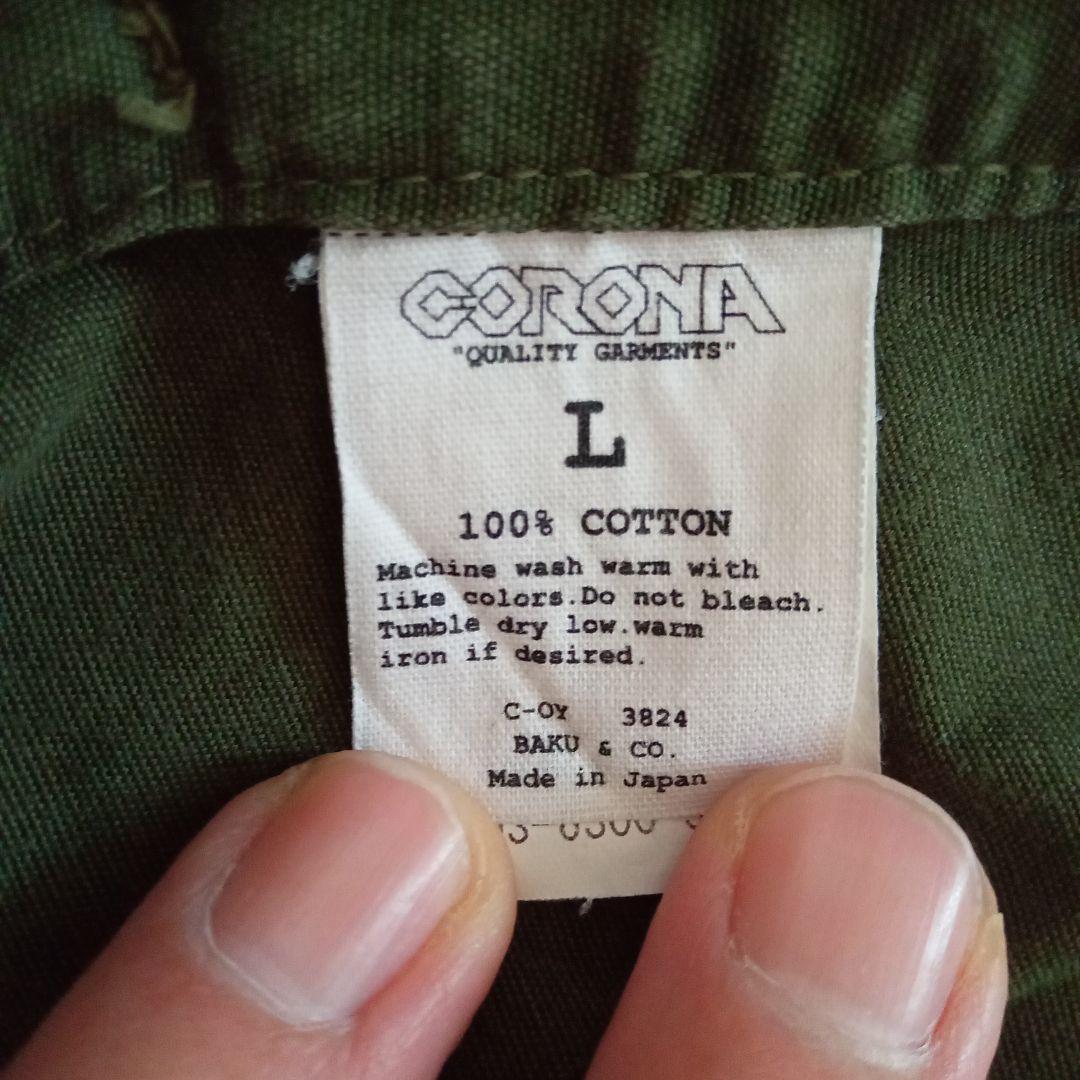 CORONA
"QUALITY GARMENTS"
L
100% COTTON
Machine wash warm with
like colors.Do not bleach.
Tumble dry low.warm
iron if desired.
C-OY 3824
BAKU & CO.
Made in Japan